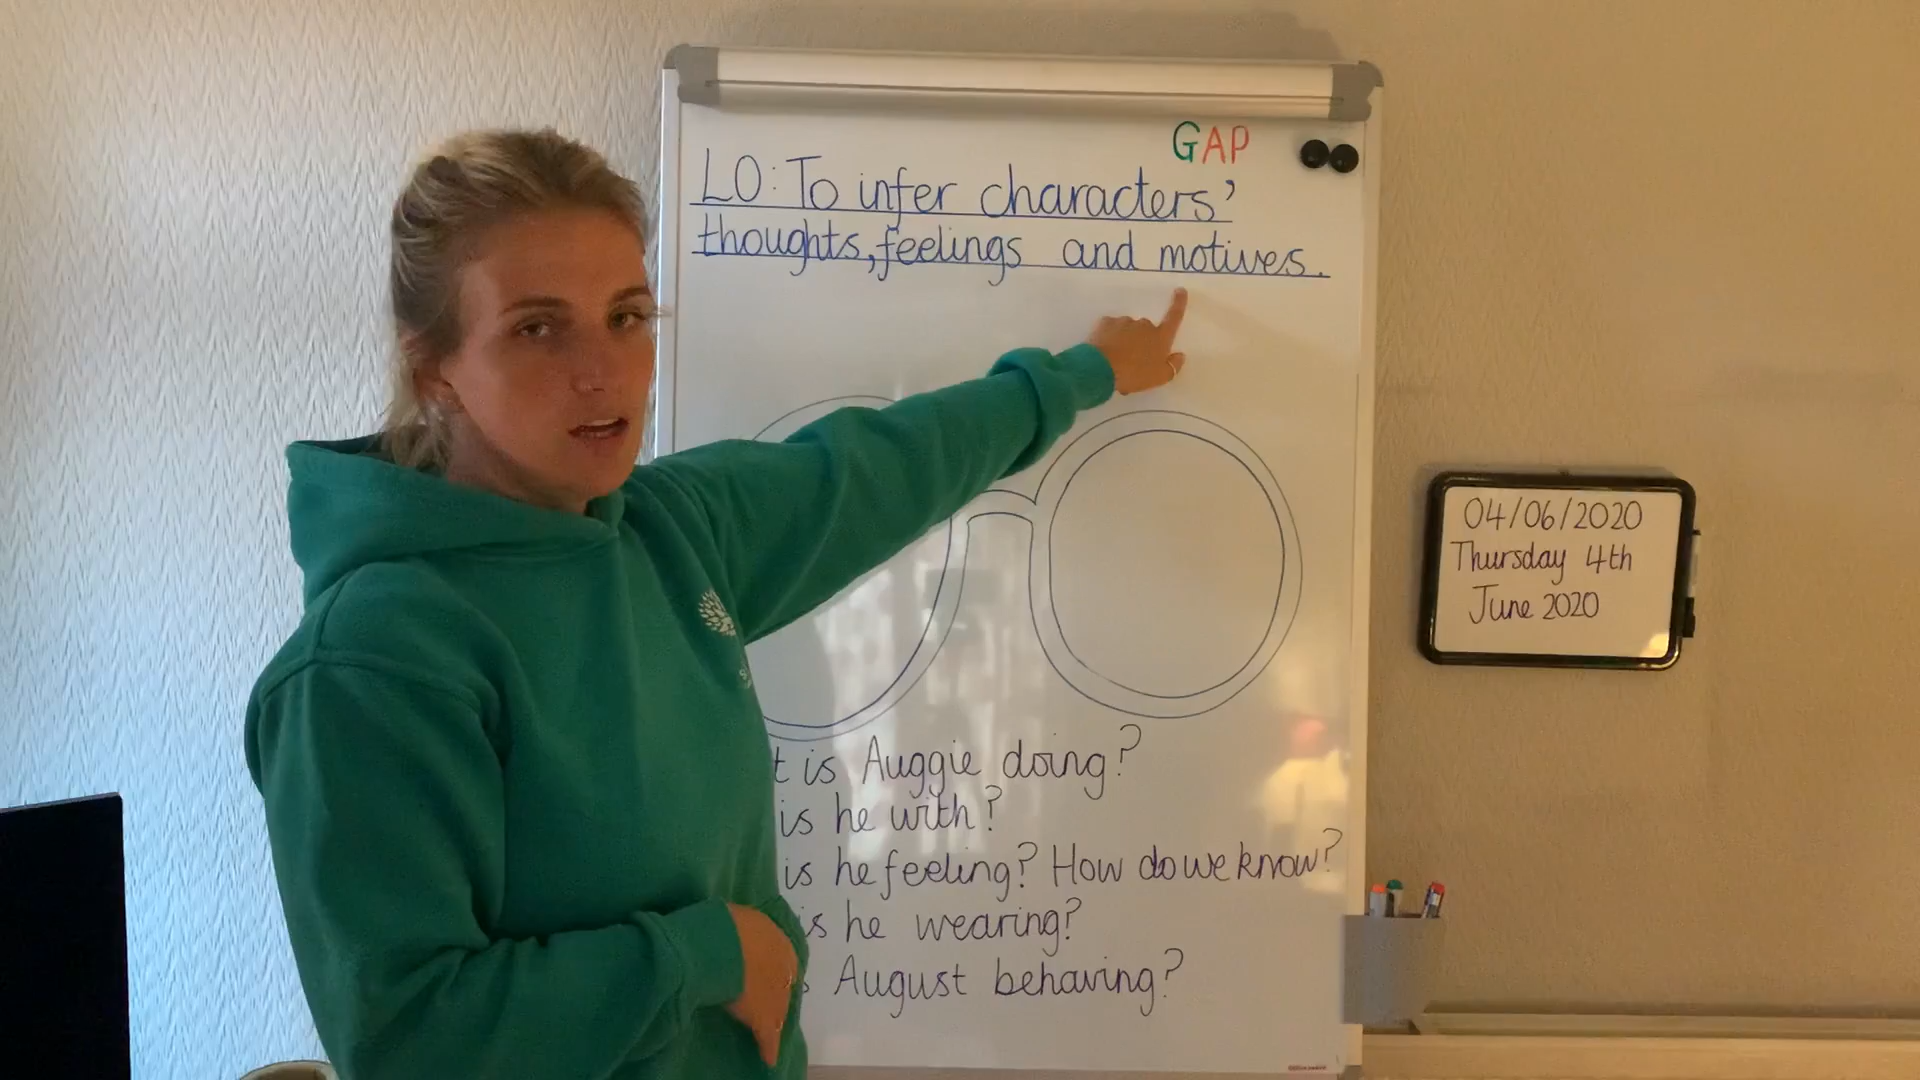 GAP
LO: To infer characters'
thoughts, feelings and motives.
is Auggie doing?
is he with?
is he feeling? How do we know?
is he wearing?
August behaving?
04/06/2020
Thursday 4th
June 2020